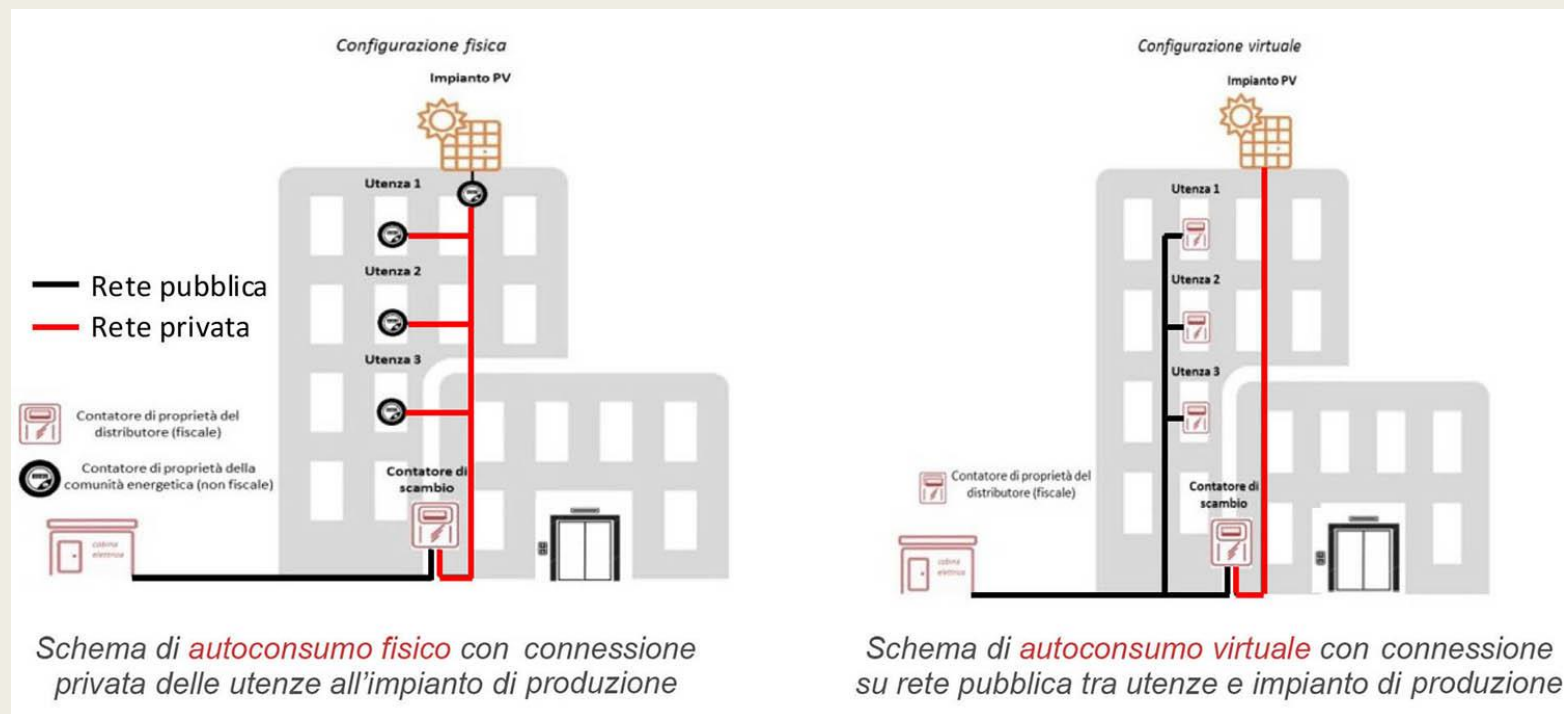 Configurazione fisica
Impianto PV
Utenza 1
Utenza 2
Utenza 3
Rete pubblica
Rete privata
Contatore di proprietà del
distributore (fiscale)
Contatore di proprietà della
comunità energetica (non fiscale)
Contatore di
scambio
cabina
elettrica
Schema di autoconsumo fisico con connessione
privata delle utenze all'impianto di produzione
Configurazione virtuale
Impianto PV
Utenza 1
Utenza 2
Utenza 3
Contatore di proprietà del
distributore (fiscale)
Contatore di
scambio
cabina
elettrica
Schema di autoconsumo virtuale con connessione
su rete pubblica tra utenze e impianto di produzione